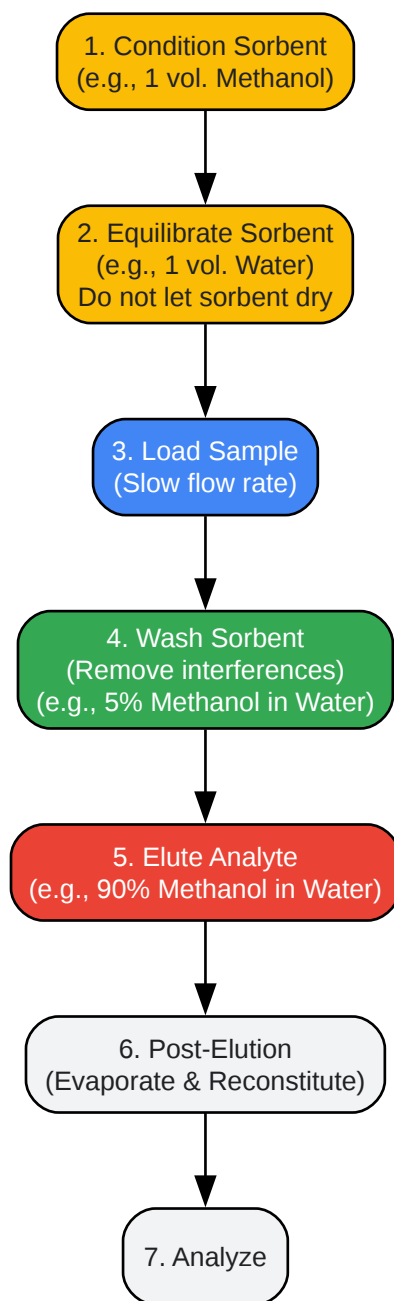 1. Condition Sorbent
(e.g., 1 vol. Methanol)
2. Equilibrate Sorbent
(e.g., 1 vol. Water)
Do not let sorbent dry
3. Load Sample
(Slow flow rate)
4. Wash Sorbent
(Remove interferences)
(e.g., 5% Methanol in Water)
5. Elute Analyte
(e.g., 90% Methanol in Water)
6. Post-Elution
(Evaporate & Reconstitute)
7. Analyze